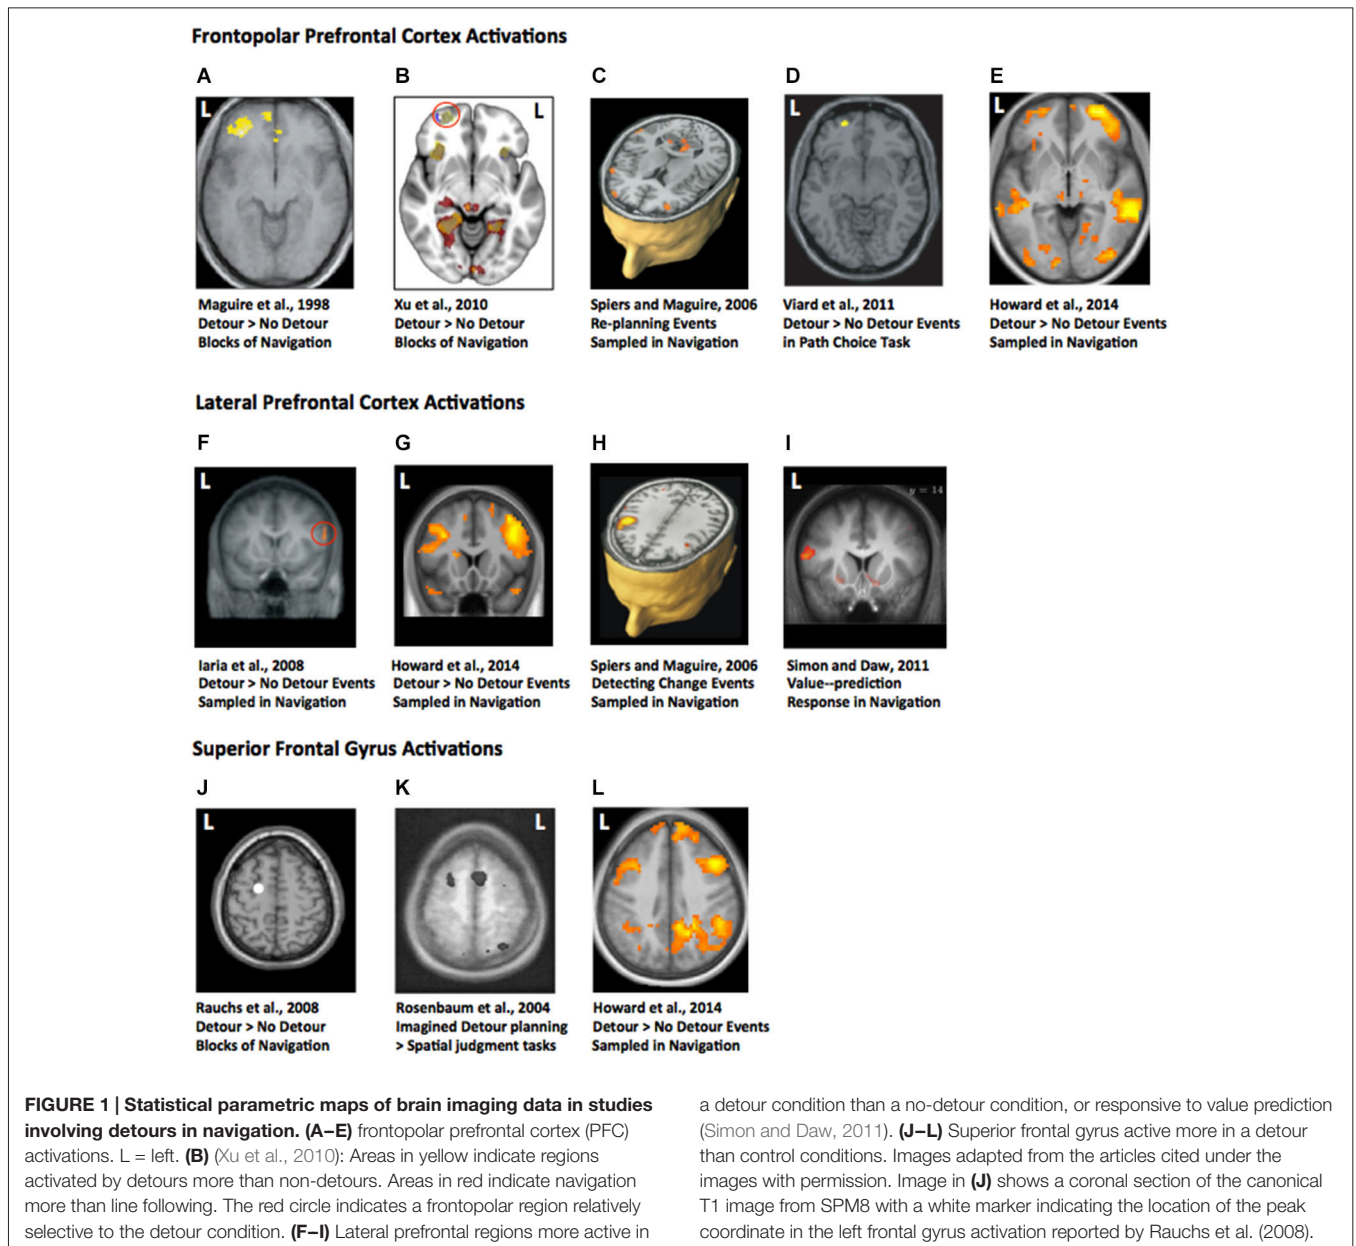 Frontopolar Prefrontal Cortex Activations
A B C D E
L L L L
Maguire et al., 1998
Detour > No Detour
Blocks of Navigation
Xu et al., 2010
Detour > No Detour
Blocks of Navigation
Spiers and Maguire, 2006
Re-planning Events
Sampled in Navigation
Viard et al., 2011
Detour > No Detour Events
in Path Choice Task
Howard et al., 2014
Detour > No Detour Events
Sampled in Navigation
Lateral Prefrontal Cortex Activations
F G H I
L L L
y = 14
Iaria et al., 2008
Detour > No Detour Events
Sampled in Navigation
Howard et al., 2014
Detour > No Detour Events
Sampled in Navigation
Spiers and Maguire, 2006
Detecting Change Events
Sampled in Navigation
Simon and Daw, 2011
Value--prediction
Response in Navigation
Superior Frontal Gyrus Activations
J K L
L L L
Rauchs et al., 2008
Detour > No Detour
Blocks of Navigation
Rosenbaum et al., 2004
Imagined Detour planning
> Spatial judgment tasks
Howard et al., 2014
Detour > No Detour Events
Sampled in Navigation
FIGURE 1 | Statistical parametric maps of brain imaging data in studies
involving detours in navigation. (A–E) frontopolar prefrontal cortex (PFC)
activations. L = left. (B) (Xu et al., 2010): Areas in yellow indicate regions
activated by detours more than non-detours. Areas in red indicate navigation
more than line following. The red circle indicates a frontopolar region relatively
selective to the detour condition. (F–I) Lateral prefrontal regions more active in
a detour condition than a no-detour condition, or responsive to value prediction
(Simon and Daw, 2011). (J–L) Superior frontal gyrus active more in a detour
than control conditions. Images adapted from the articles cited under the
images with permission. Image in (J) shows a coronal section of the canonical
T1 image from SPM8 with a white marker indicating the location of the peak
coordinate in the left frontal gyrus activation reported by Rauchs et al. (2008).